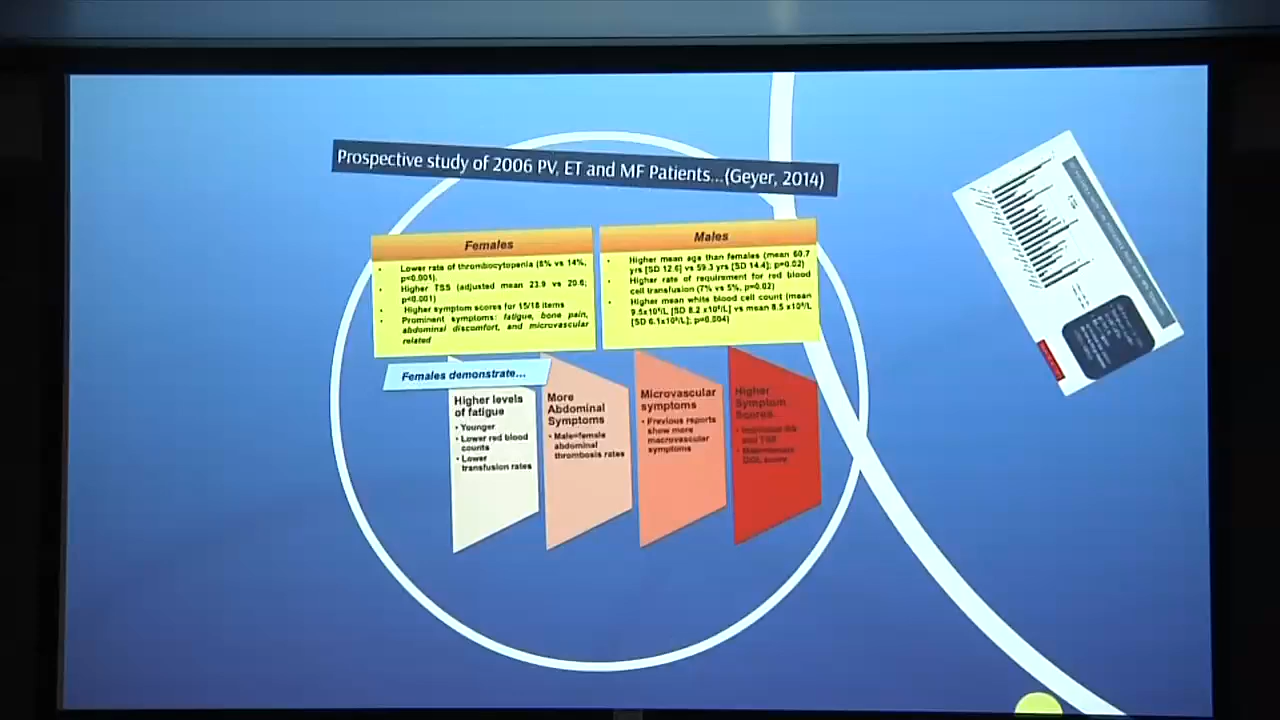 Prospective study of 2006 PV, ET and MF Patients...(Geyer, 2014)
Females
• Lower rate of thrombocytopenia (8% vs 14%,
p<0.001).
• Higher TSS (adjusted mean 23.9 vs 20.6;
p<0.001)
• Higher symptom scores for 15/18 items
• Prominent symptoms: fatigue, bone pain,
abdominal discomfort, and microvascular
related
Males
• Higher mean age than females (mean 60.7
yrs [SD 12.6] vs 59.3 yrs [SD 14.4]; p=0.02)
• Higher rate of requirement for red blood
cell transfusion (7% vs 5%, p=0.02)
• Higher mean white blood cell count (mean
9.5x10⁹/L [SD 8.2 x10⁹/L] vs mean 8.5 x10⁹/L
[SD 6.1x10⁹/L]; p=0.004)
Females demonstrate...
Higher levels
of fatigue
• Younger
• Lower red blood
counts
• Lower
transfusion rates
More
Abdominal
Symptoms
• Male=female
abdominal
thrombosis rates
Microvascular
symptoms
• Previous reports
show more
macrovascular
symptoms
Higher
Symptom
Scores
• Individual
and TSS
QOL